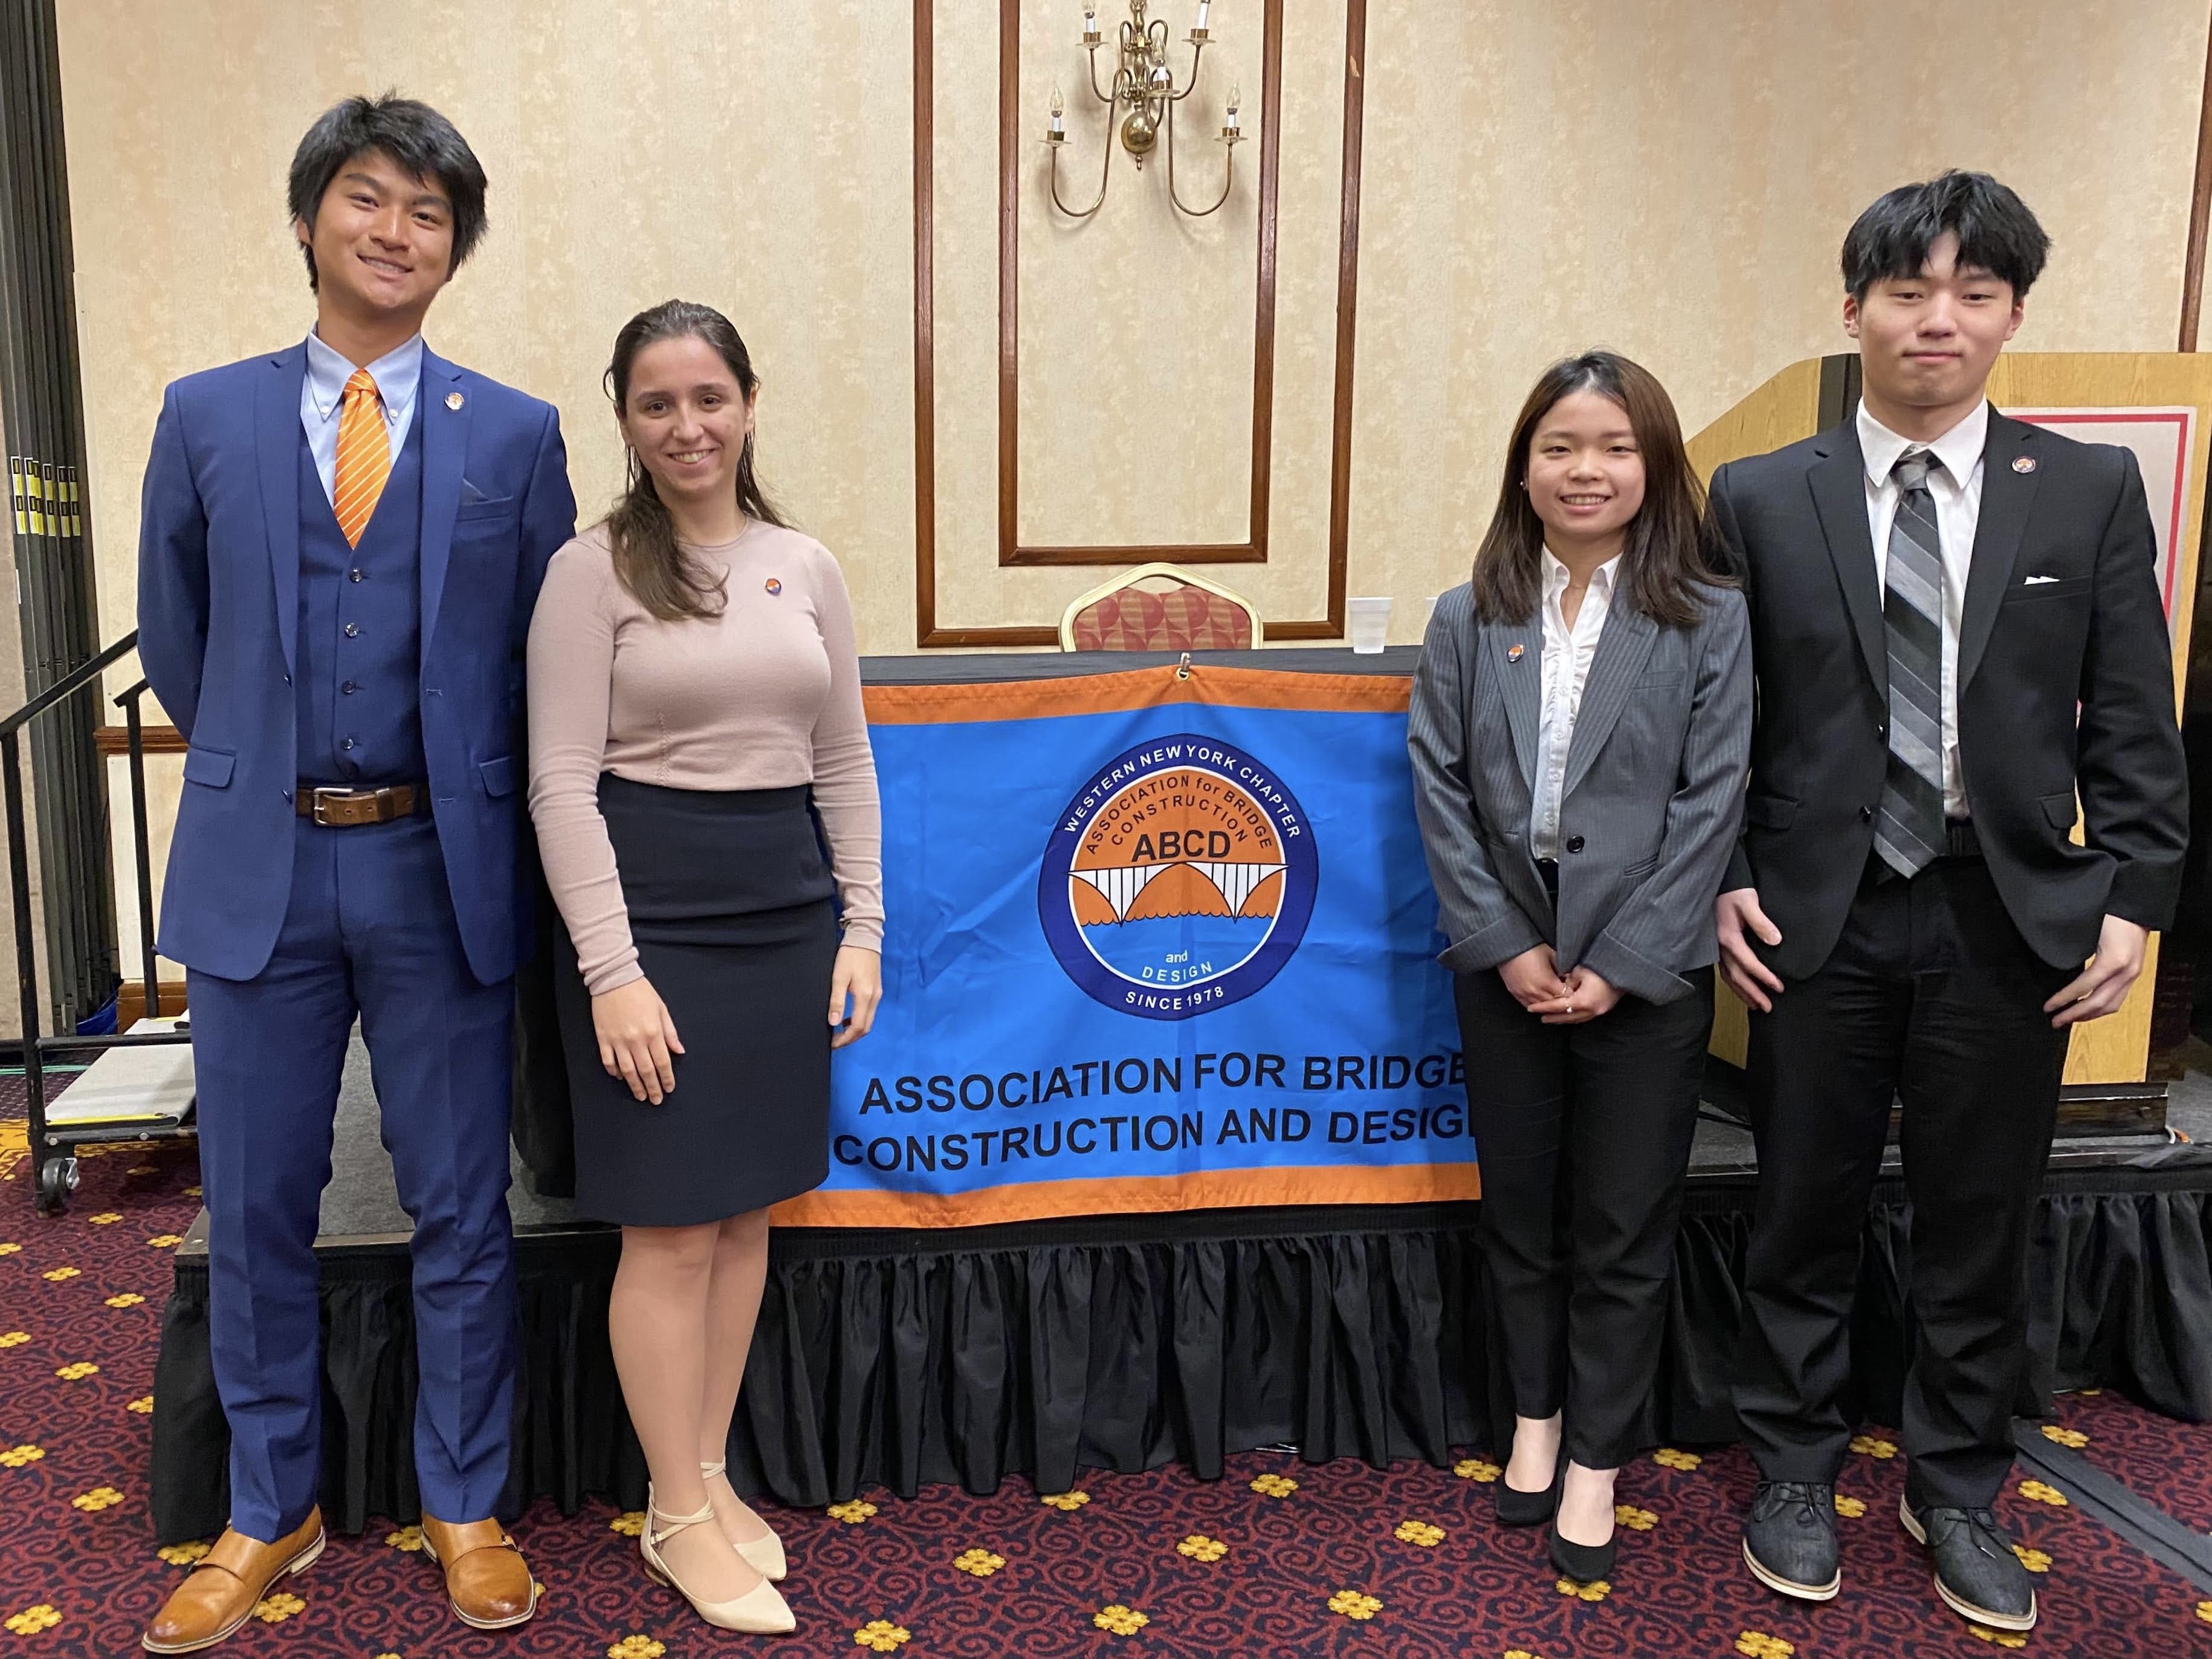 WESTERN NEW YORK CHAPTER
ASSOCIATION for BRIDGE
CONSTRUCTION
ABCD
and
DESIGN
SINCE 1978
ASSOCIATION FOR BRIDGE
CONSTRUCTION AND DESIG